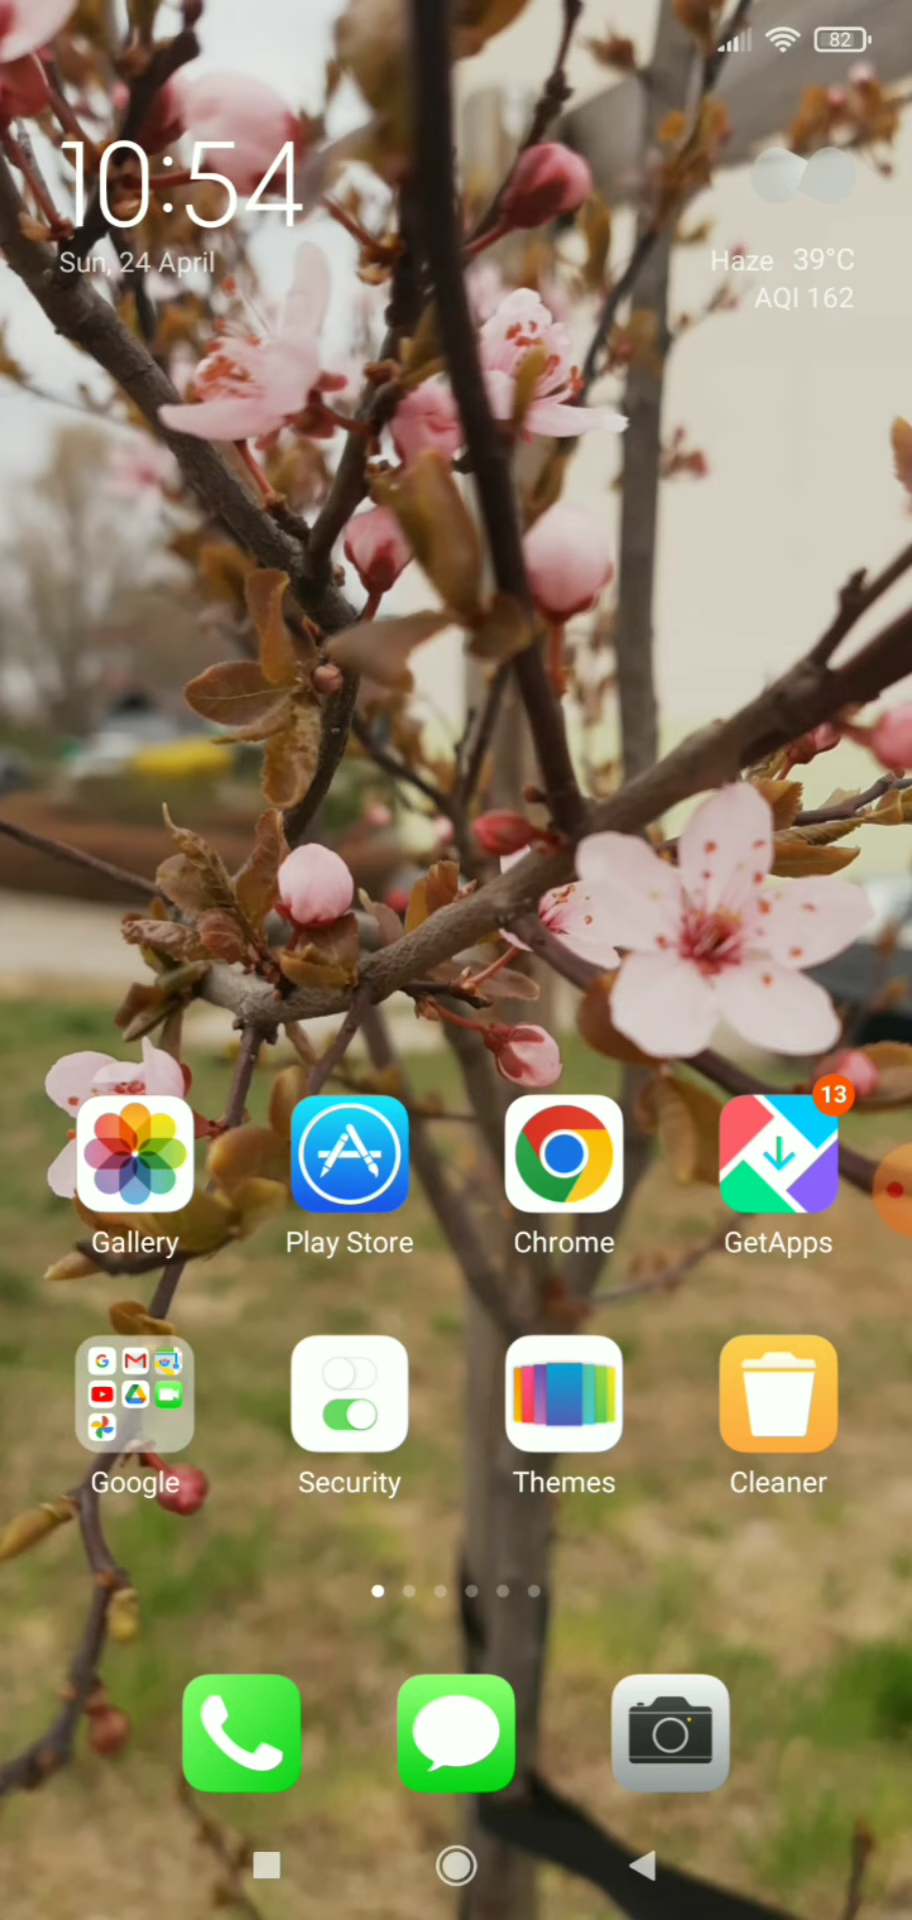 82
10:54
Sun, 24 April
Haze 39°C
AQI 162
13
Gallery
Play Store
Chrome
GetApps
Google
Security
Themes
Cleaner